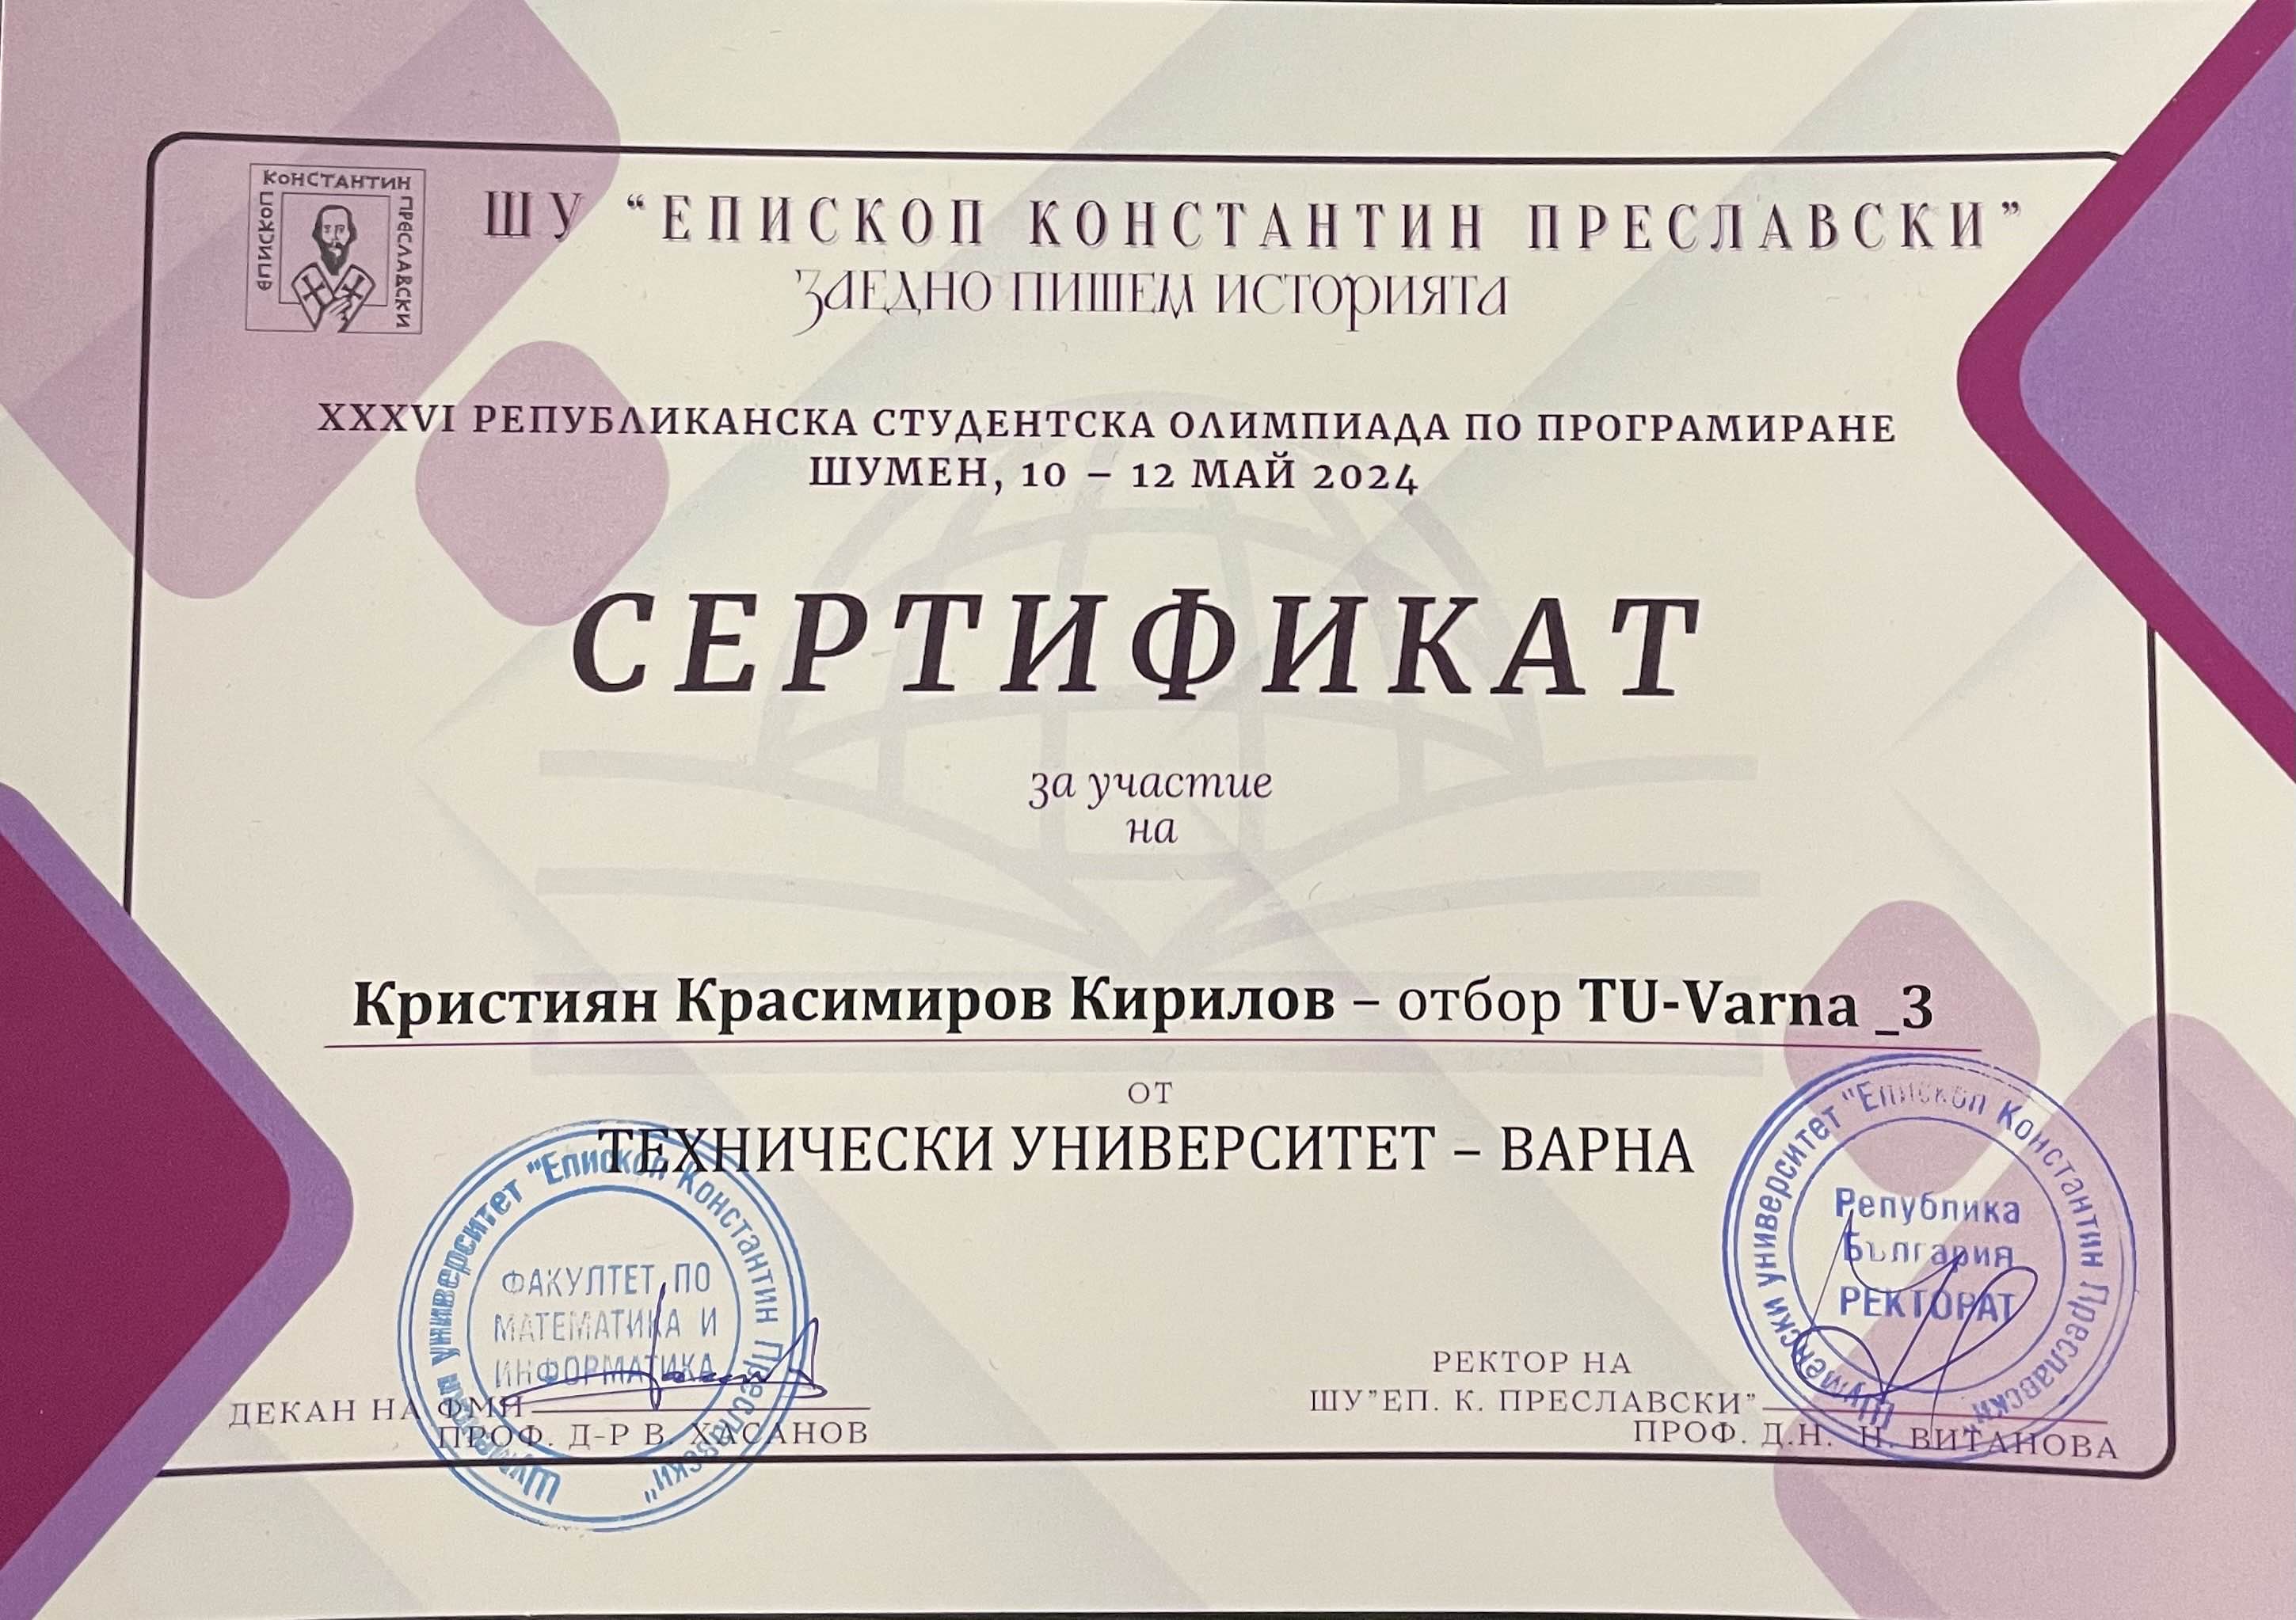 ЕПИСКОП КОНСТАНТИН ПРЕСЛАВСКИ
ШУ “ЕПИСКОП КОНСТАНТИН ПРЕСЛАВСКИ”
ЗАЕДНО ПИШЕМ ИСТОРИЯТА
XXXVI РЕПУБЛИКАНСКА СТУДЕНТСКА ОЛИМПИАДА ПО ПРОГРАМИРАНЕ
ШУМЕН, 10 – 12 МАЙ 2024
СЕРТИФИКАТ
за участие
на
Кристиян Красимиров Кирилов – отбор TU-Varna _3
ОТ
ТЕХНИЧЕСКИ УНИВЕРСИТЕТ – ВАРНА
Шуменски университет "Епископ Константин Преславски"
ФАКУЛТЕТ ПО
МАТЕМАТИКА И
ИНФОРМАТИКА
ДЕКАН НА ФМИ
ПРОФ. Д-Р В. ХАСАНОВ
Шуменски университет "Епископ Константин Преславски"
Република
България
РЕКТОРАТ
РЕКТОР НА
ШУ"ЕП. К. ПРЕСЛАВСКИ"
ПРОФ. Д.Н. Н. ВИТАНОВА